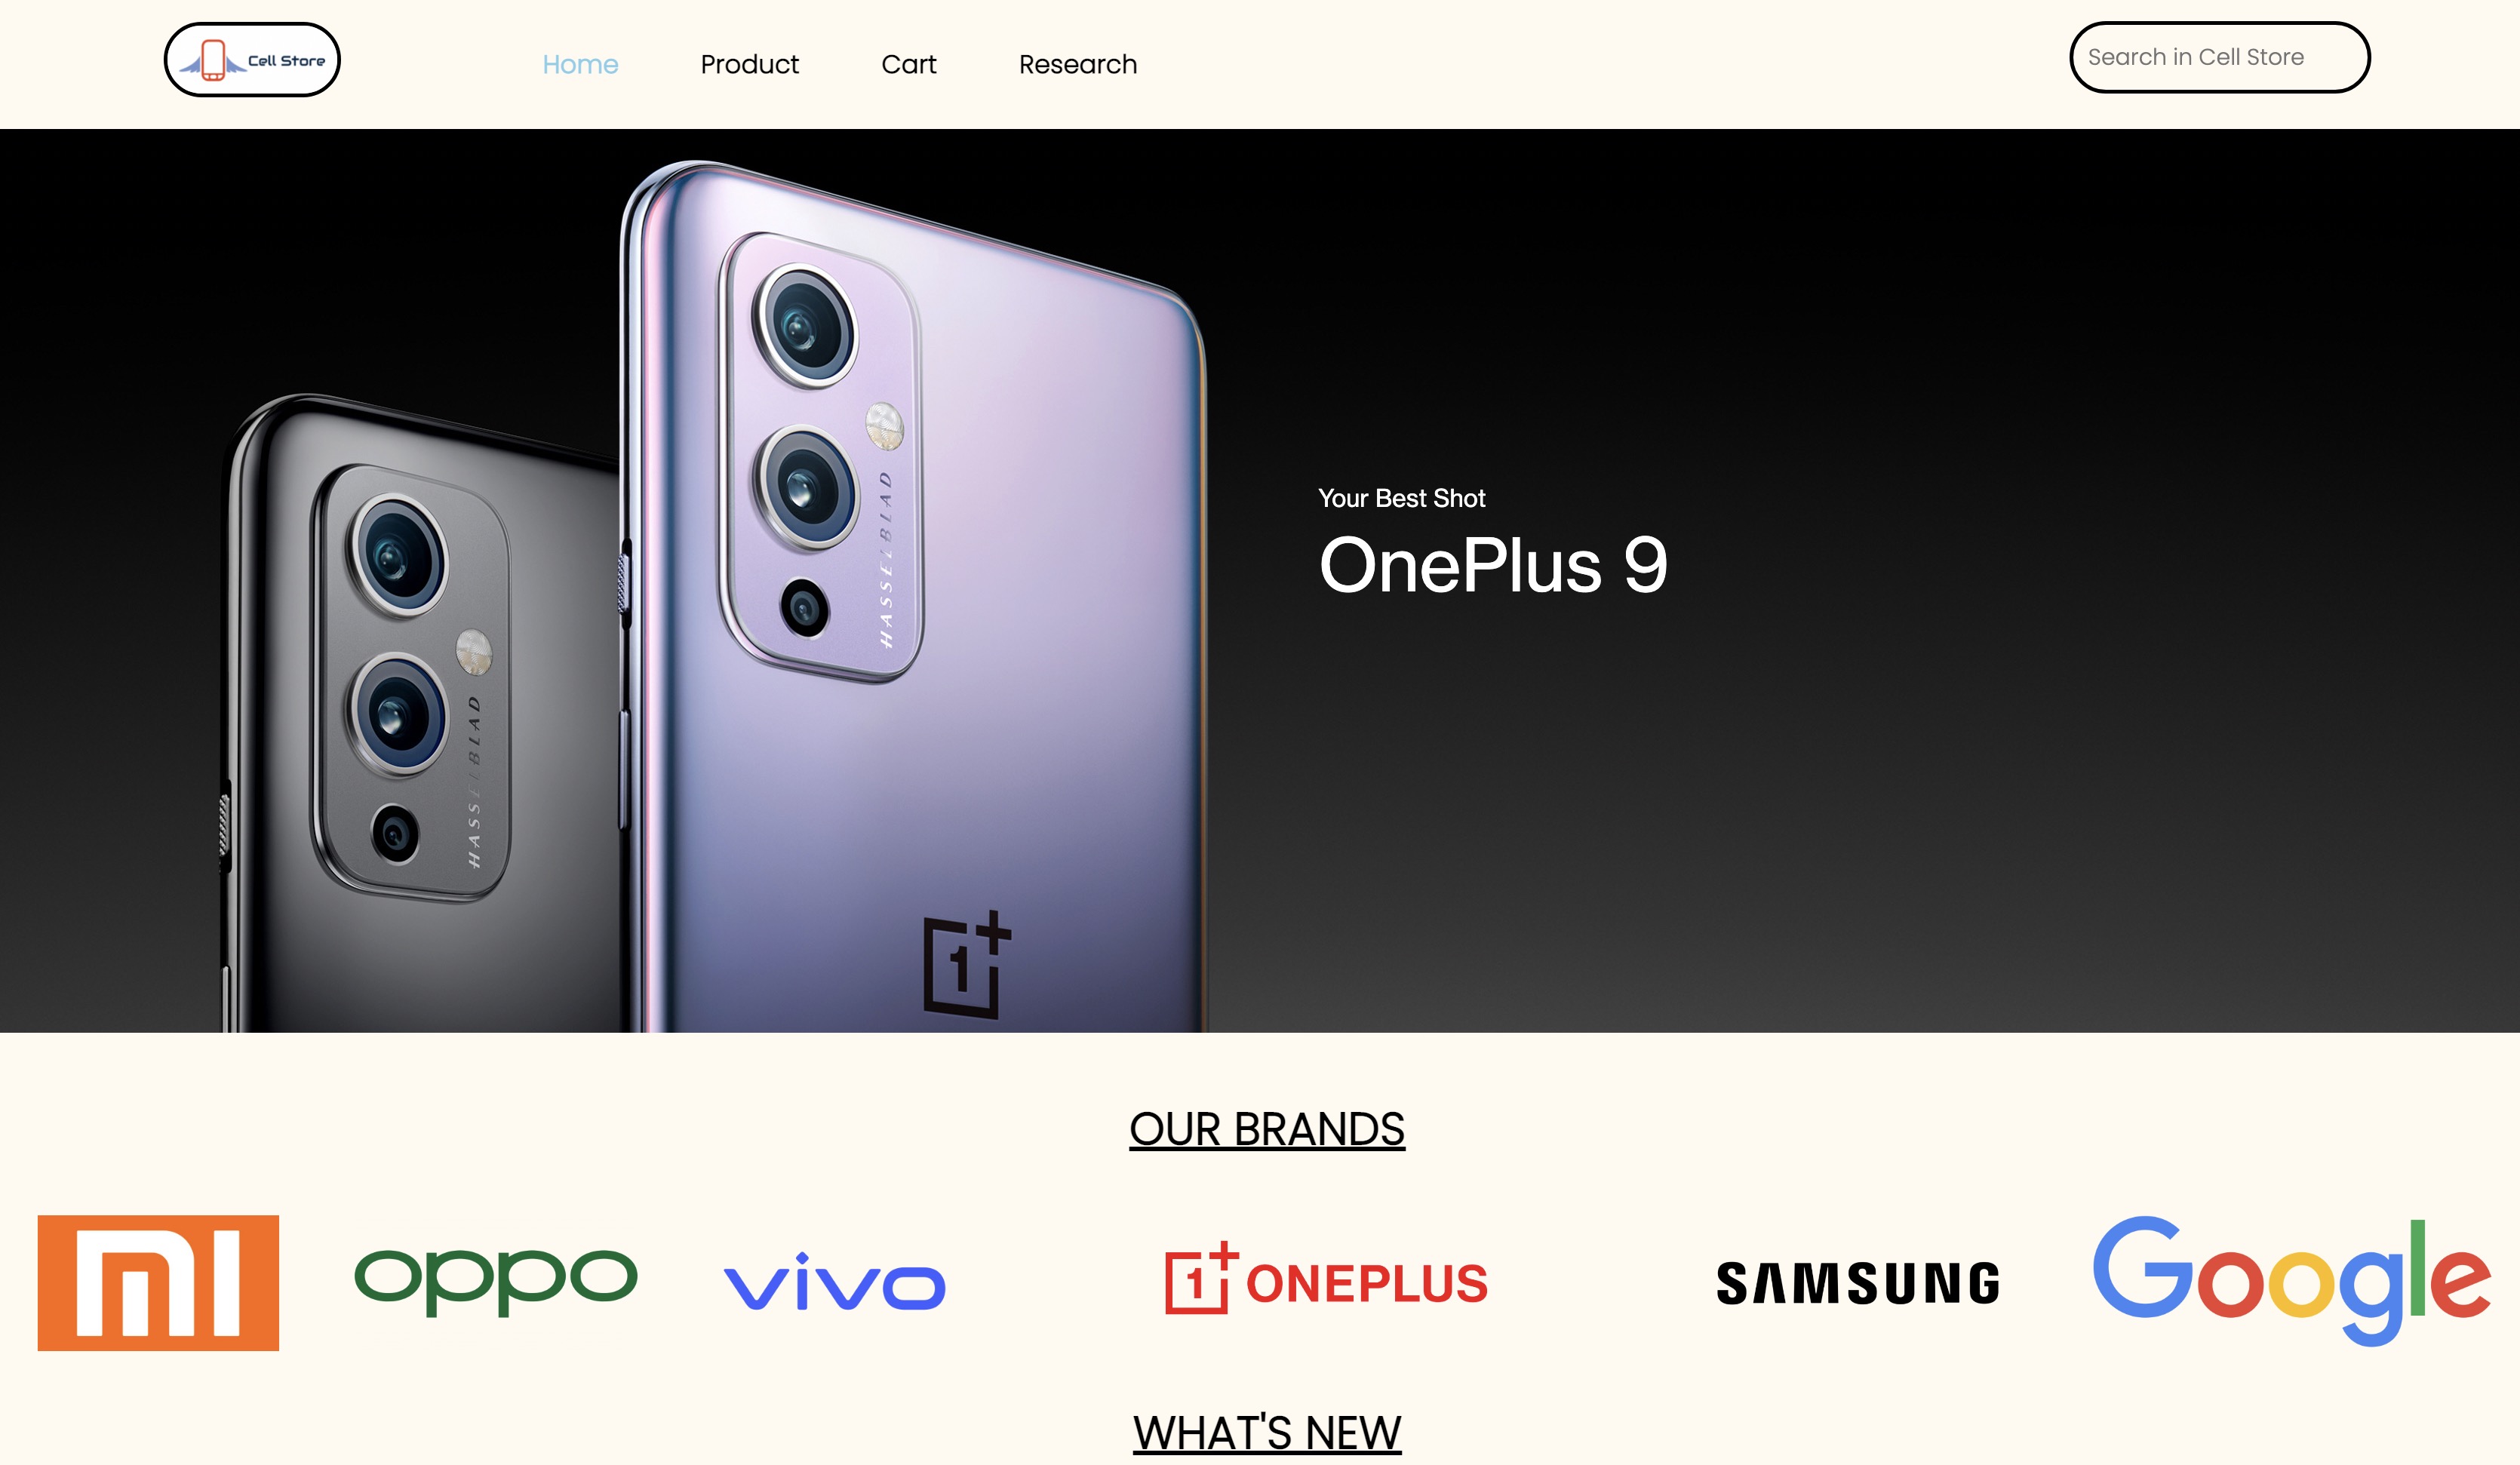 Cell Store
Home Product Cart Research
Search in Cell Store
HASSELBLAD
HASSELBLAD
1+
Your Best Shot
OnePlus 9
OUR BRANDS
mi oppo vivo 1+ ONEPLUS SAMSUNG Google
WHAT'S NEW